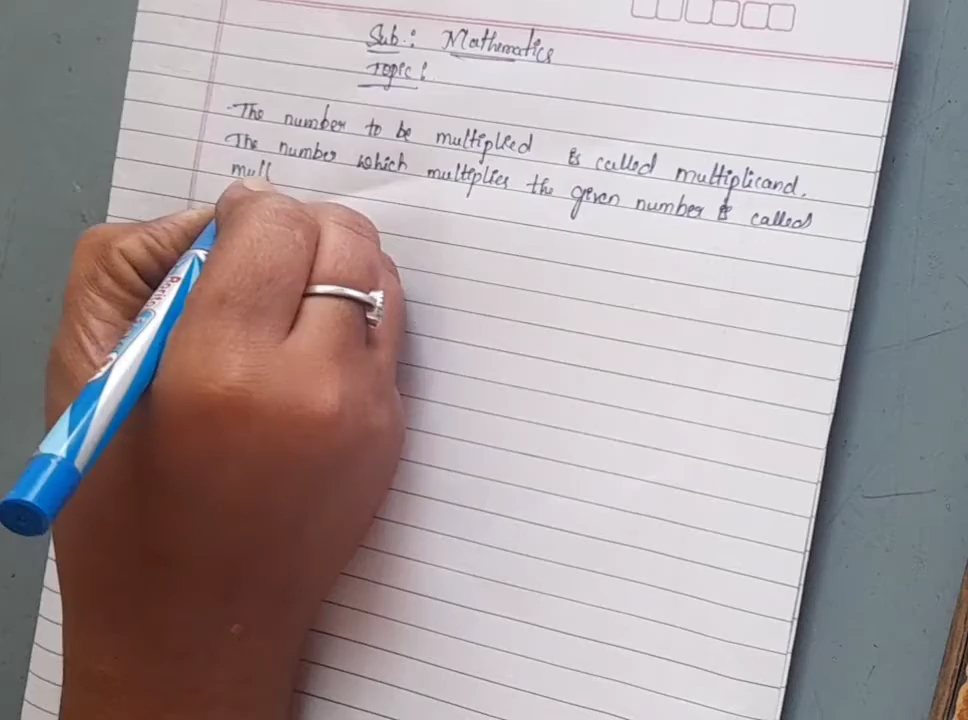 Sub: Mathematics
Topic:
The number to be multiplied is called multiplicand.
The number which multiplies the given number is called
mul